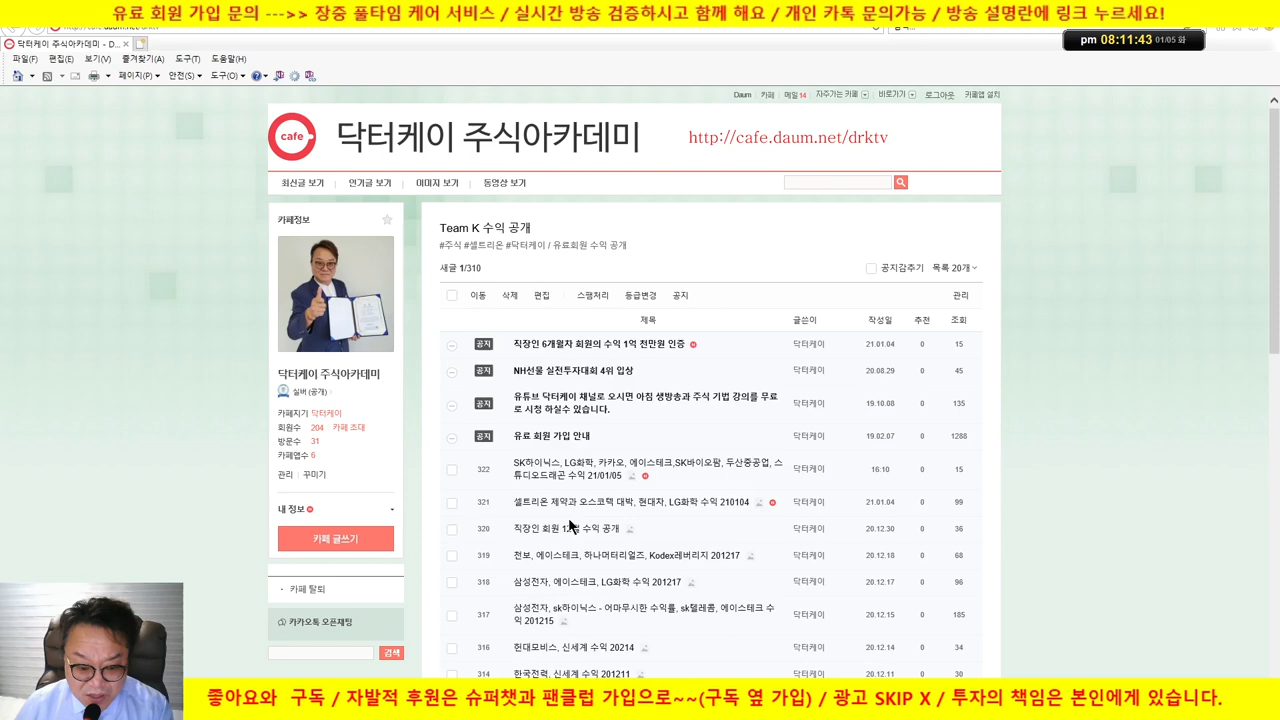 유료 회원 가입 문의 --->> 장중 풀타임 케어 서비스 / 실시간 방송 검증하시고 함께 해요 / 개인 카톡 문의가능 / 방송 설명란에 링크 누르세요!
닥터케이 주식아카데미 - D...
pm 08:11:43 01/05 화
파일(F) 편집(E) 보기(V) 즐겨찾기(A) 도구(T) 도움말(H)
페이지(P) 안전(S) 도구(O)
Daum 카페 메일 14 자주가는 카페 바로가기 로그아웃 카페앱 설치
cafe 닥터케이 주식아카데미 http://cafe.daum.net/drktv
최신글 보기 인기글 보기 이미지 보기 동영상 보기
카페정보
닥터케이 주식아카데미
실버 (공개)
카페지기 닥터케이
회원수 204 카페 초대
방문수 31
카페앱수 6
관리 꾸미기
내 정보
카페 글쓰기
· 카페 탈퇴
카카오톡 오픈채팅
검색
Team K 수익 공개
#주식 #셀트리온 #닥터케이 / 유료회원 수익 공개
새글 1/310 공지감추기 목록 20개
이동 삭제 편집 스팸처리 등급변경 공지 관리
제목 글쓴이 작성일 추천 조회
공지 직장인 6개월차 회원의 수익 1억 천만원 인증 닥터케이 21.01.04 0 15
공지 NH선물 실전투자대회 4위 입상 닥터케이 20.08.29 0 45
공지 유튜브 닥터케이 채널로 오시면 아침 생방송과 주식 기법 강의를 무료
로 시청 하실수 있습니다. 닥터케이 19.10.08 0 135
공지 유료 회원 가입 안내 닥터케이 19.02.07 0 1288
322 SK하이닉스, LG화학, 카카오, 에이스테크,SK바이오팜, 두산중공업, 스
튜디오드래곤 수익 21/01/05 닥터케이 16:10 0 15
321 셀트리온 제약과 오스코텍 대박, 현대차, LG화학 수익 210104 닥터케이 21.01.04 0 99
320 직장인 회원 수익 공개 닥터케이 20.12.30 0 36
319 전보, 에이스테크, 하나머터리얼즈, Kodex레버리지 201217 닥터케이 20.12.18 0 68
318 삼성전자, 에이스테크, LG화학 수익 201217 닥터케이 20.12.17 0 96
317 삼성전자, sk하이닉스 - 어마무시한 수익률, sk텔레콤, 에이스테크 수
익 201215 닥터케이 20.12.15 0 185
316 현대모비스, 신세계 수익 20214 닥터케이 20.12.14 0 34
314 한국전력, 신세계 수익 201211 닥터케이 20.12.11 0 30
좋아요와 구독 / 자발적 후원은 슈퍼챗과 팬클럽 가입으로~~(구독 옆 가입) / 광고 SKIP X / 투자의 책임은 본인에게 있습니다.